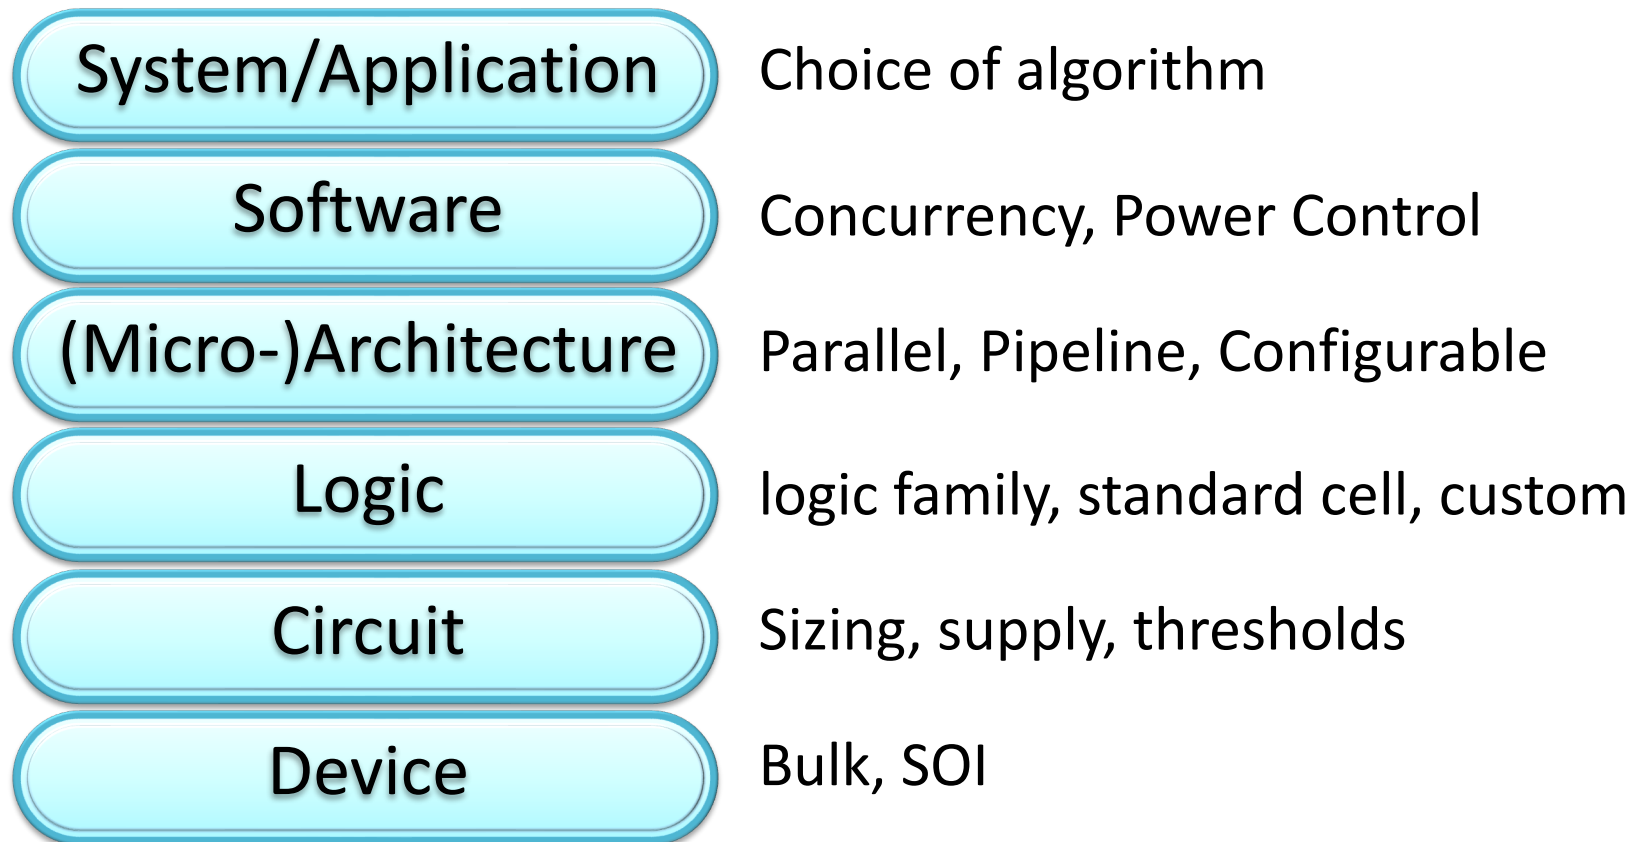 System/Application Choice of algorithm
Software Concurrency, Power Control
(Micro-)Architecture Parallel, Pipeline, Configurable
Logic logic family, standard cell, custom
Circuit Sizing, supply, thresholds
Device Bulk, SOI